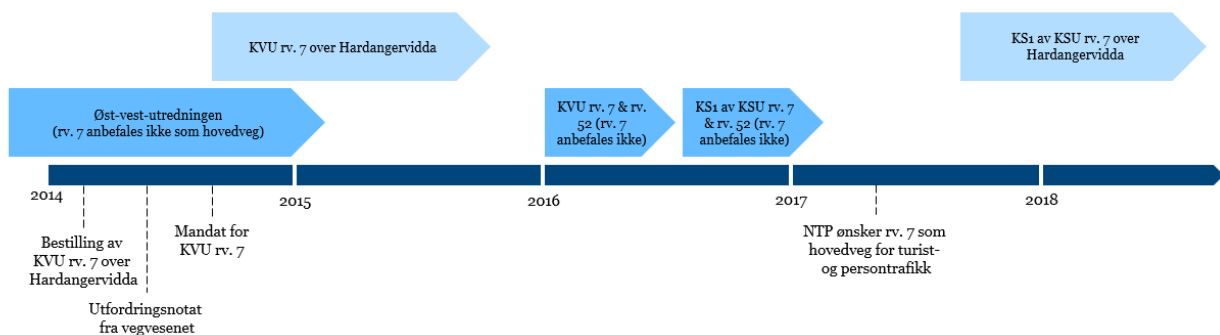 KVU rv. 7 over Hardangervidda
KS1 av KSU rv. 7 over
Hardangervidda
Øst-vest-utredningen
(rv. 7 anbefales ikke som hovedveg)
KVU rv. 7 & rv.
52 (rv. 7
anbefales ikke)
KS1 av KSU rv. 7
& rv. 52 (rv. 7
anbefales ikke)
2014
2015
2016
2017
2018
Bestilling av
KVU rv. 7 over
Hardangervidda
Mandat for
KVU rv. 7
NTP ønsker rv. 7 som
hovedveg for turist-
og persontrafikk
Utfordringsnotat
fra vegvesenet